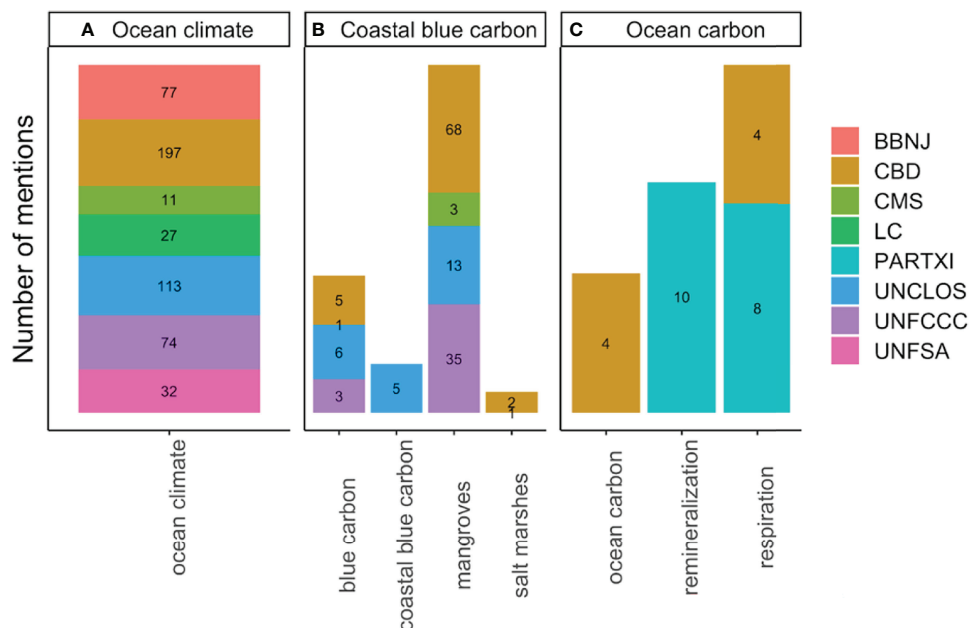 A Ocean climate
B Coastal blue carbon
C Ocean carbon
Number of mentions
77
197
11
27
113
74
32
5
1
6
3
5
68
3
13
35
2
1
4
10
4
8
ocean climate
blue carbon
coastal blue carbon
mangroves
salt marshes
ocean carbon
remineralization
respiration
BBNJ
CBD
CMS
LC
PARTXI
UNCLOS
UNFCCC
UNFSA